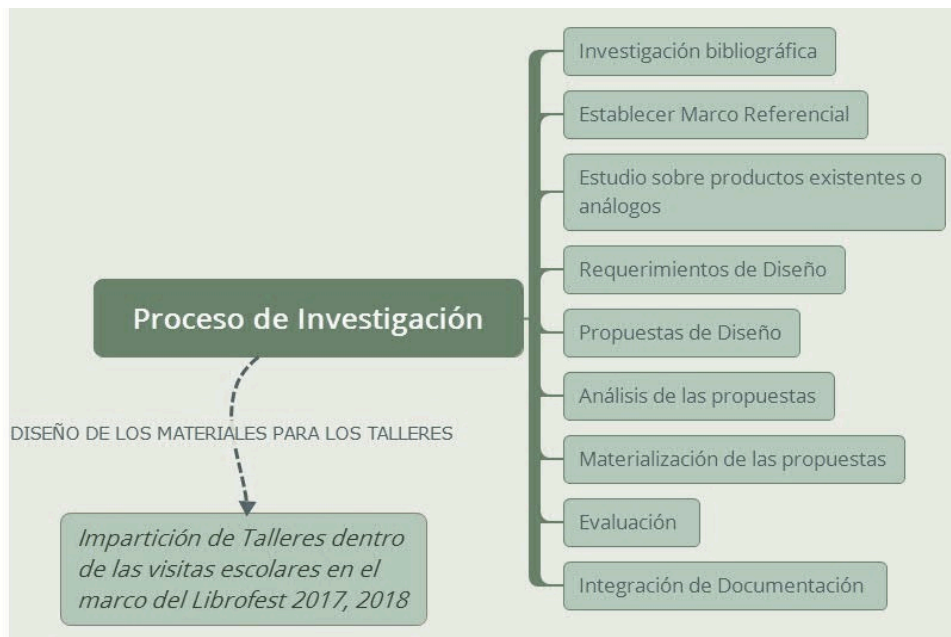 Investigación bibliográfica
Establecer Marco Referencial
Estudio sobre productos existentes o
análogos
Requerimientos de Diseño
Proceso de Investigación
Propuestas de Diseño
Análisis de las propuestas
DISEÑO DE LOS MATERIALES PARA LOS TALLERES
Materialización de las propuestas
Evaluación
Impartición de Talleres dentro
de las visitas escolares en el
marco del Librofest 2017, 2018
Integración de Documentación